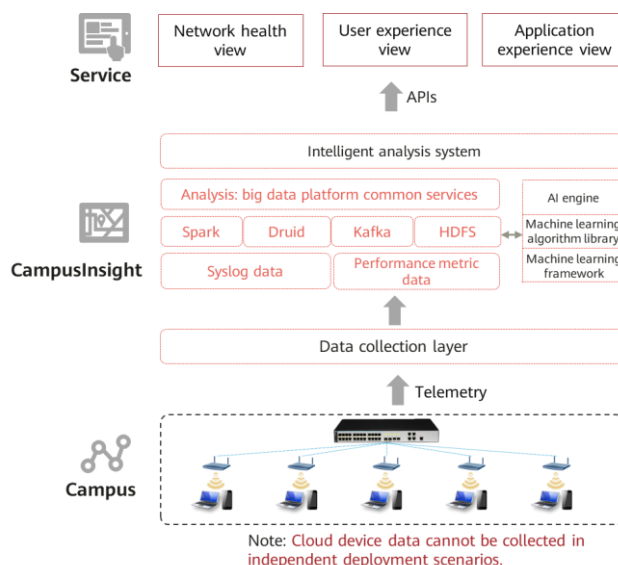 Network health
view
User experience
view
Application
experience view
Service
APIs
Intelligent analysis system
Analysis: big data platform common services
AI engine
Spark
Druid
Kafka
HDFS
Machine learning
algorithm library
CampusInsight
Syslog data
Performance metric
data
Machine learning
framework
Data collection layer
Telemetry
Campus
Note: Cloud device data cannot be collected in
independent deployment scenarios.